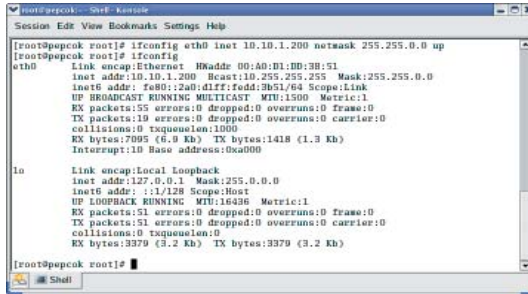 root@pepcok: - Shell - Konsole
Session Edit View Bookmarks Settings Help
[root@pepcok root]# ifconfig eth0 inet 10.10.1.200 netmask 255.255.0.0 up
[root@pepcok root]# ifconfig
eth0 Link encap:Ethernet HWaddr 00:A0:D1:DD:3B:51
inet addr:10.10.1.200 Bcast:10.255.255.255 Mask:255.255.0.0
inet6 addr: fe80::2a0:d1ff:fedd:3b51/64 Scope:Link
UP BROADCAST RUNNING MULTICAST MTU:1500 Metric:1
RX packets:55 errors:0 dropped:0 overruns:0 frame:0
TX packets:19 errors:0 dropped:0 overruns:0 carrier:0
collisions:0 txqueuelen:1000
RX bytes:7095 (6.9 Kb) TX bytes:1418 (1.3 Kb)
Interrupt:10 Base address:0xa000
lo Link encap:Local Loopback
inet addr:127.0.0.1 Mask:255.0.0.0
inet6 addr: ::1/128 Scope:Host
UP LOOPBACK RUNNING MTU:16436 Metric:1
RX packets:51 errors:0 dropped:0 overruns:0 frame:0
TX packets:51 errors:0 dropped:0 overruns:0 carrier:0
collisions:0 txqueuelen:0
RX bytes:3379 (3.2 Kb) TX bytes:3379 (3.2 Kb)
[root@pepcok root]#
Shell